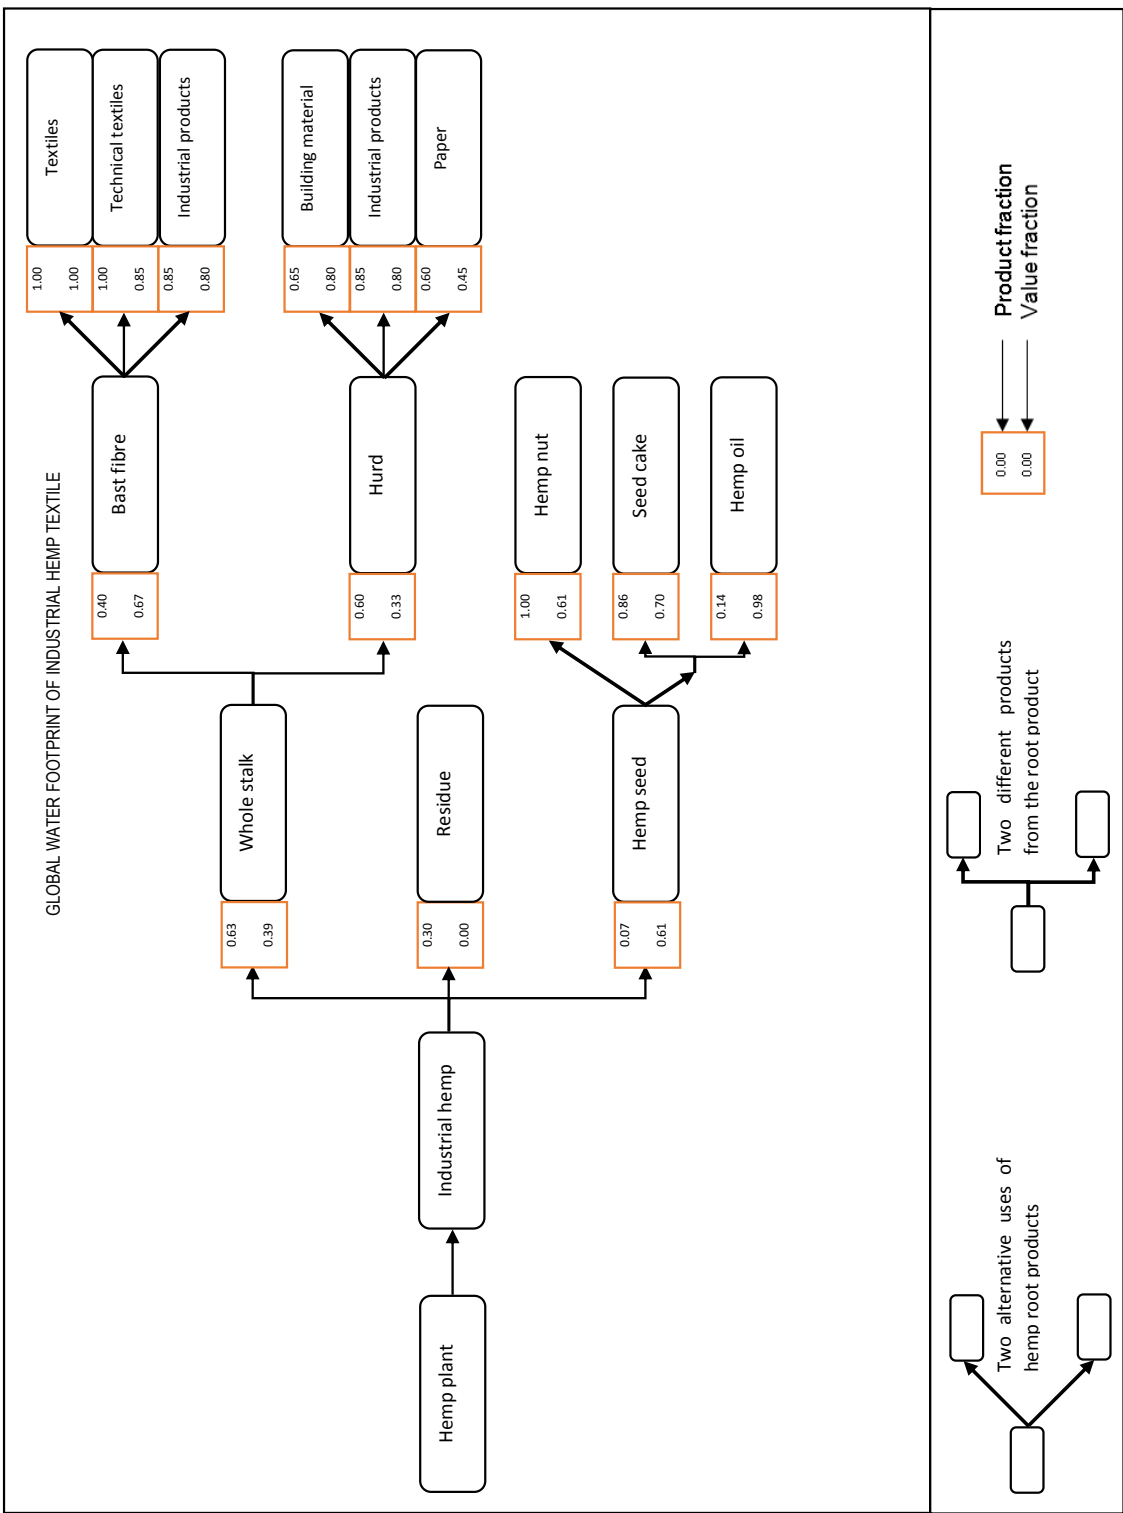 GLOBAL WATER FOOTPRINT OF INDUSTRIAL HEMP TEXTILE
Hemp plant
Industrial hemp
0.63
0.39
Whole stalk
0.30
0.00
Residue
0.07
0.61
Hemp seed
0.40
0.67
Bast fibre
0.60
0.33
Hurd
1.00
0.61
Hemp nut
0.86
0.70
Seed cake
0.14
0.98
Hemp oil
1.00
1.00
Textiles
1.00
0.85
Technical textiles
0.85
0.80
Industrial products
0.65
0.80
Building material
0.85
0.80
Industrial products
0.60
0.45
Paper
Two alternative uses of
hemp root products
Two different products
from the root product
0.00
0.00
Product fraction
Value fraction